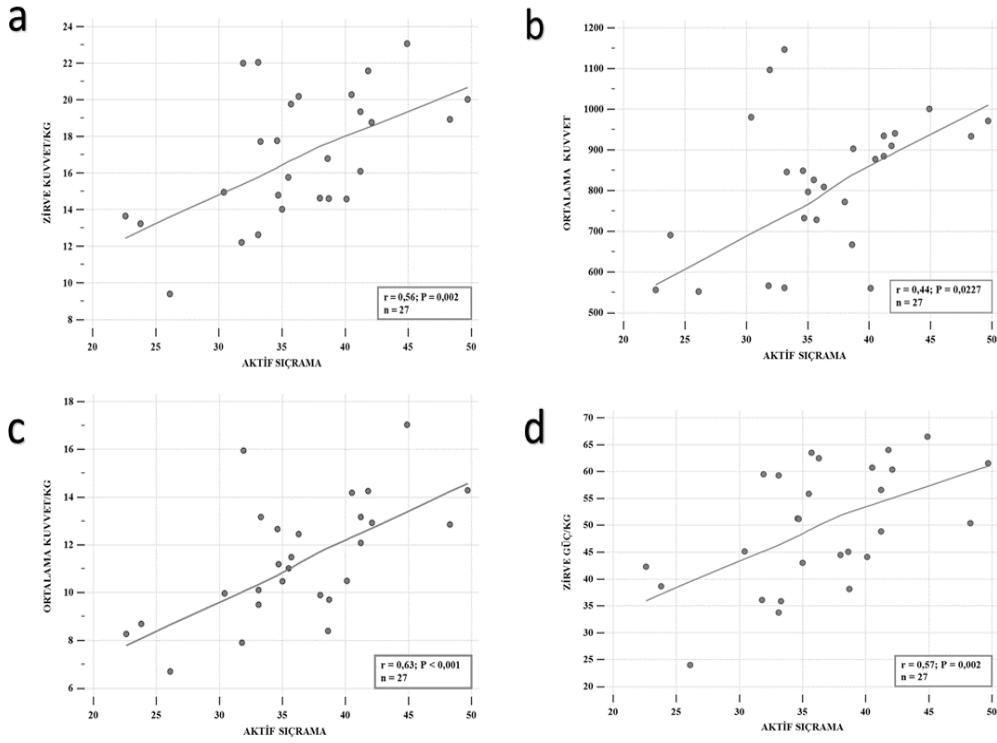 a
24
22
20
18
16
14
12
10
8
ZİRVE KUVVET/KG
r = 0,56; P = 0,002
n = 27
20 25 30 35 40 45 50
AKTİF SIÇRAMA
b
1200
1100
1000
900
800
700
600
500
ORTALAMA KUVVET
r = 0,44; P = 0,0227
n = 27
20 25 30 35 40 45 50
AKTİF SIÇRAMA
c
18
16
14
12
10
8
6
ORTALAMA KUVVET/KG
r = 0,63; P < 0,001
n = 27
20 25 30 35 40 45 50
AKTİF SIÇRAMA
d
70
65
60
55
50
45
40
35
30
25
20
ZİRVE GÜÇ/KG
r = 0,57; P = 0,002
n = 27
20 25 30 35 40 45 50
AKTİF SIÇRAMA